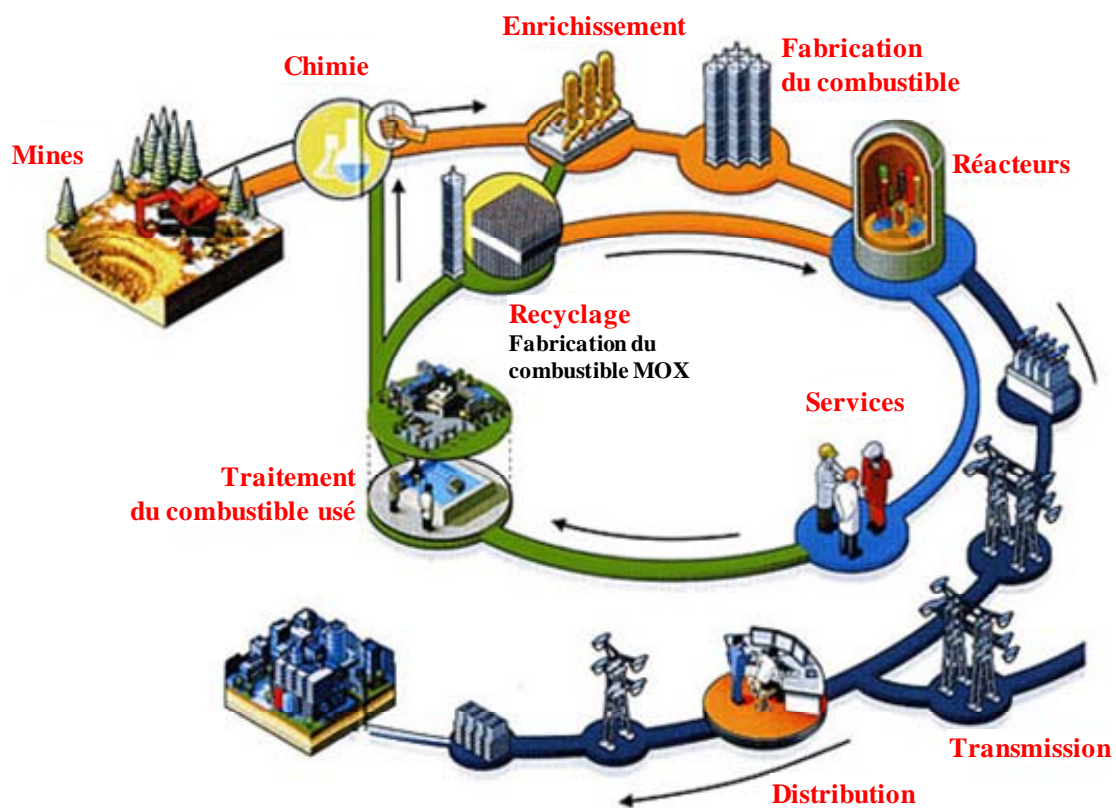 Enrichissement
Fabrication
du combustible
Chimie
Mines
Réacteurs
Recyclage
Fabrication du
combustible MOX
Services
Traitement
du combustible usé
Transmission
Distribution